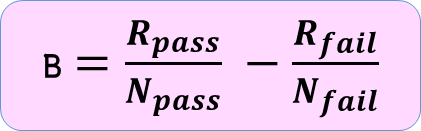 B = R_pass / N_pass − R_fail / N_fail